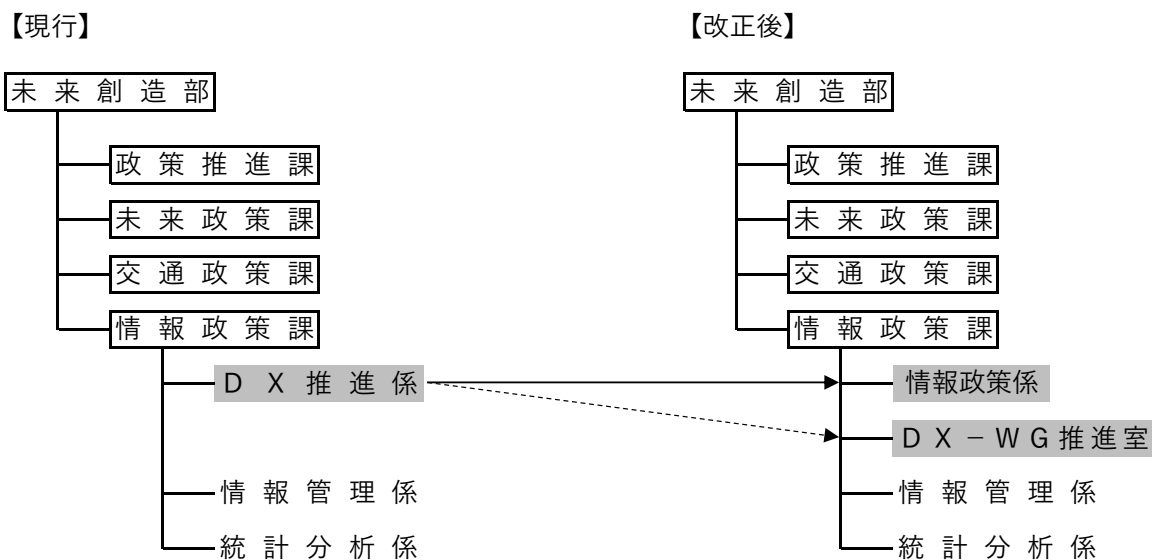 【現行】
【改正後】
未来創造部
政策推進課
未来政策課
交通政策課
情報政策課
DX推進係
情報管理係
統計分析係
未来創造部
政策推進課
未来政策課
交通政策課
情報政策課
情報政策係
DX－WG推進室
情報管理係
統計分析係